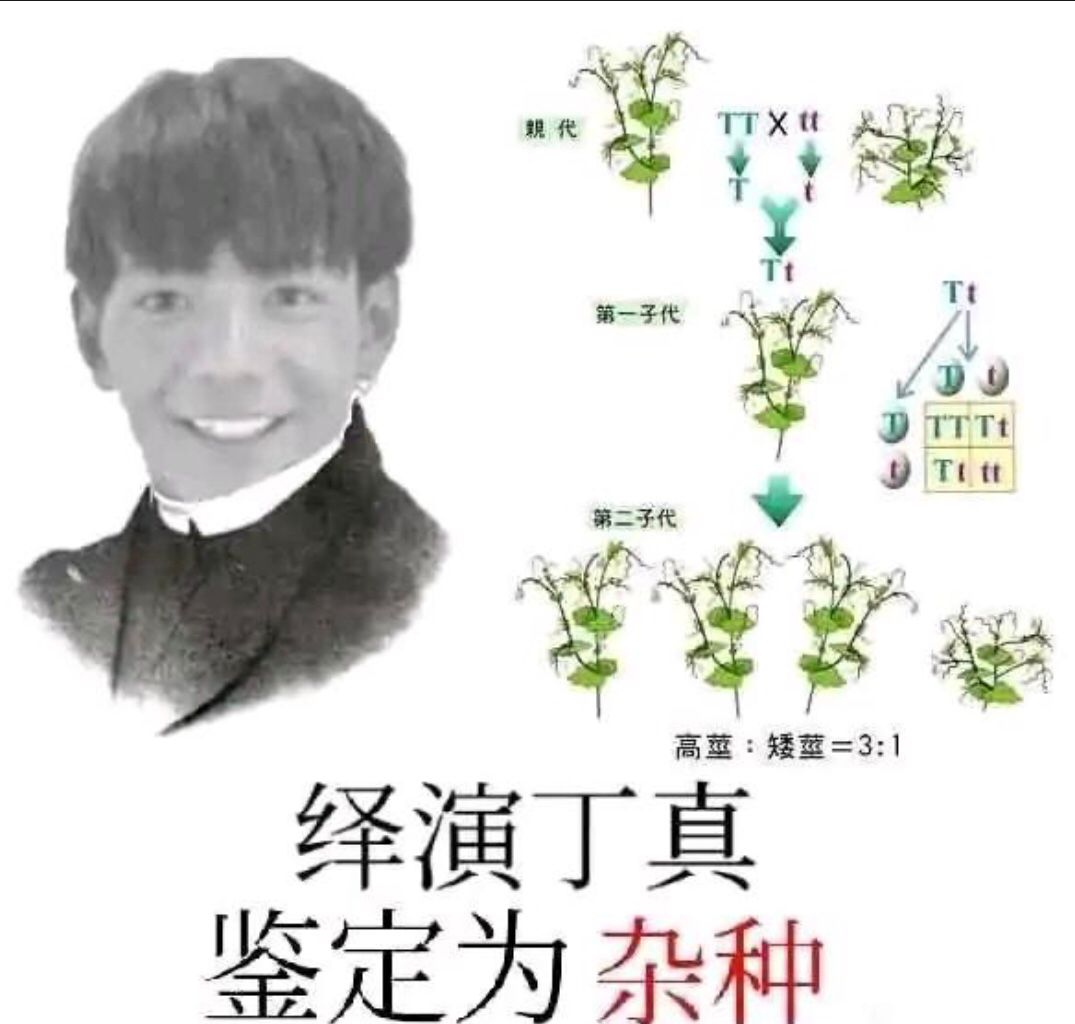 親代
TT X tt
T t
Tt
第一子代
Tt
T t
T TT Tt
t Tt tt
第二子代
高莖：矮莖＝3:1
绎演丁真
鉴定为 杂种